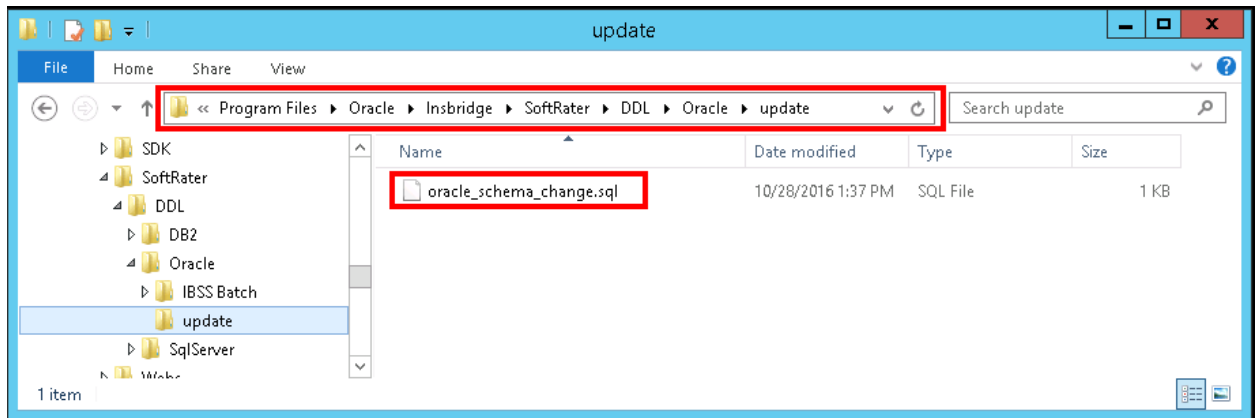 update
File Home Share View
« Program Files Oracle Insbridge SoftRater DDL Oracle update Search update
SDK
SoftRater
DDL
DB2
Oracle
IBSS Batch
update
SqlServer
Name Date modified Type Size
oracle_schema_change.sql 10/28/2016 1:37 PM SQL File 1 KB
1 item